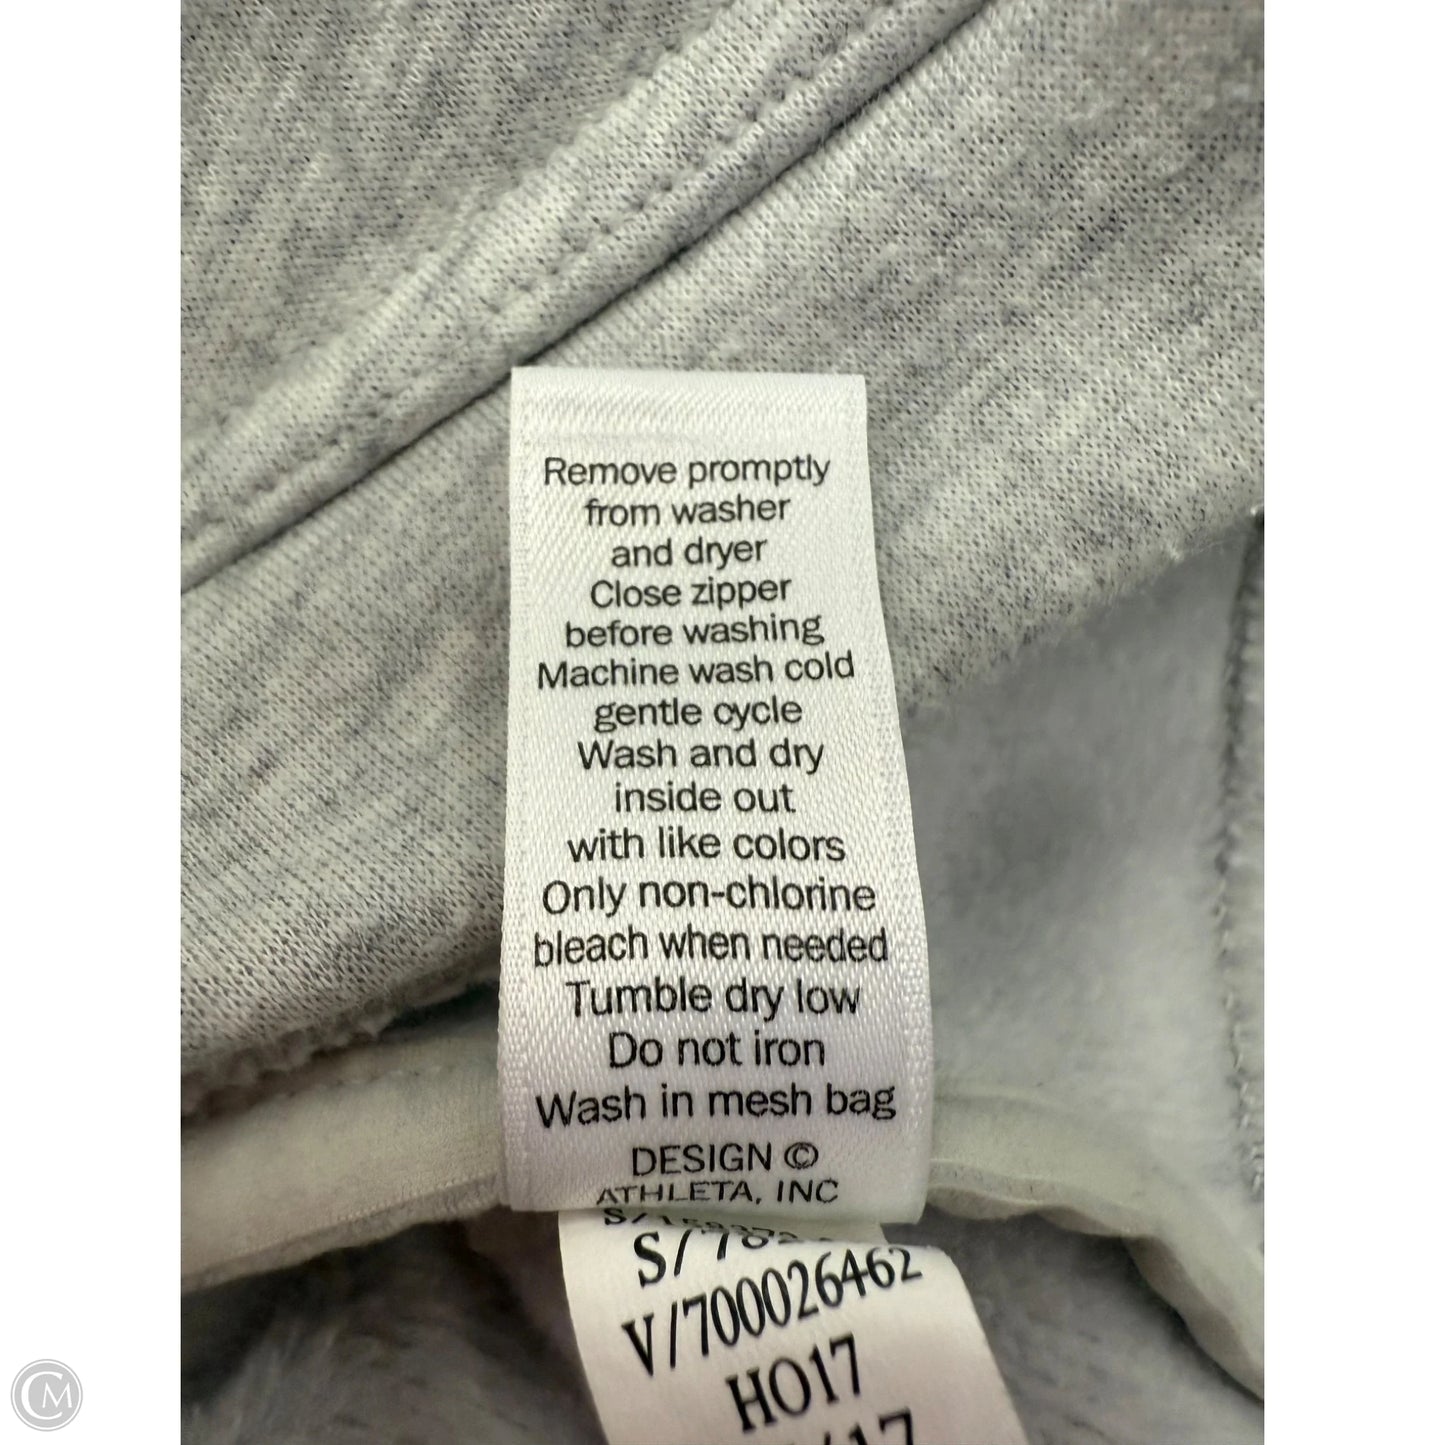 Remove promptly
from washer
and dryer
Close zipper
before washing
Machine wash cold
gentle cycle
Wash and dry
inside out
with like colors
Only non-chlorine
bleach when needed
Tumble dry low
Do not iron
Wash in mesh bag
DESIGN ©
ATHLETA, INC
V/700026462
HO17
CM